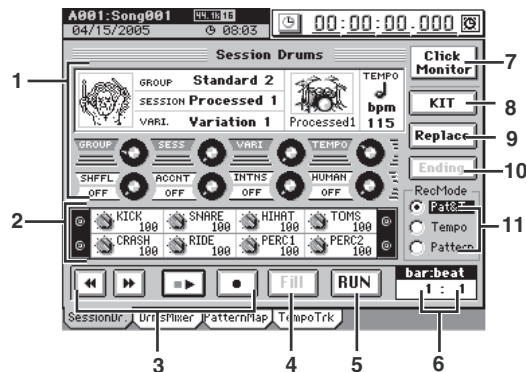 A001:Song001 44.1k 16
04/15/2005 08:03
00:00:00.000
Session Drums
Click
Monitor
GROUP Standard 2
SESSION Processed 1
VARI. Variation 1
Processed1
TEMPO
bpm
115
KIT
Replace
Ending
GROUP SESS VARI TEMPO
SHFFL ACCNT INTNS HUMAN
OFF OFF OFF OFF
RecMode
Tempo
Pattern
KICK 100 SNARE 100 HIHAT 100 TOMS 100
CRASH 100 RIDE 100 PERC1 100 PERC2 100
Fill RUN
bar:beat
1 : 1
SessionDr. DrmsMixer PatternMap TempoTrk
1
2
3
4
5
6
7
8
9
10
11